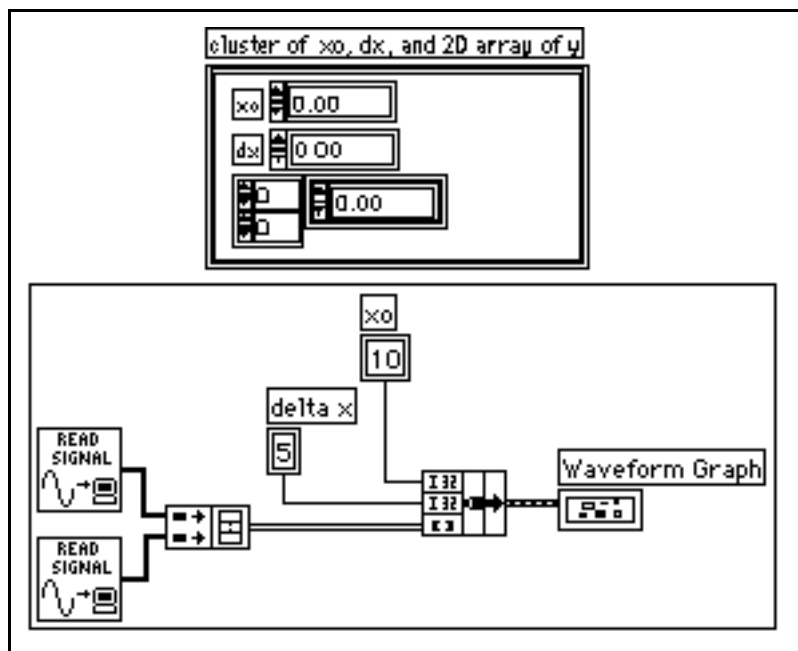 cluster of xo, dx, and 2D array of y
xo 0.00
dx 0.00
0 0.00
0
xo
10
delta x
5
READ
SIGNAL
Waveform Graph
I32
I32
READ
SIGNAL